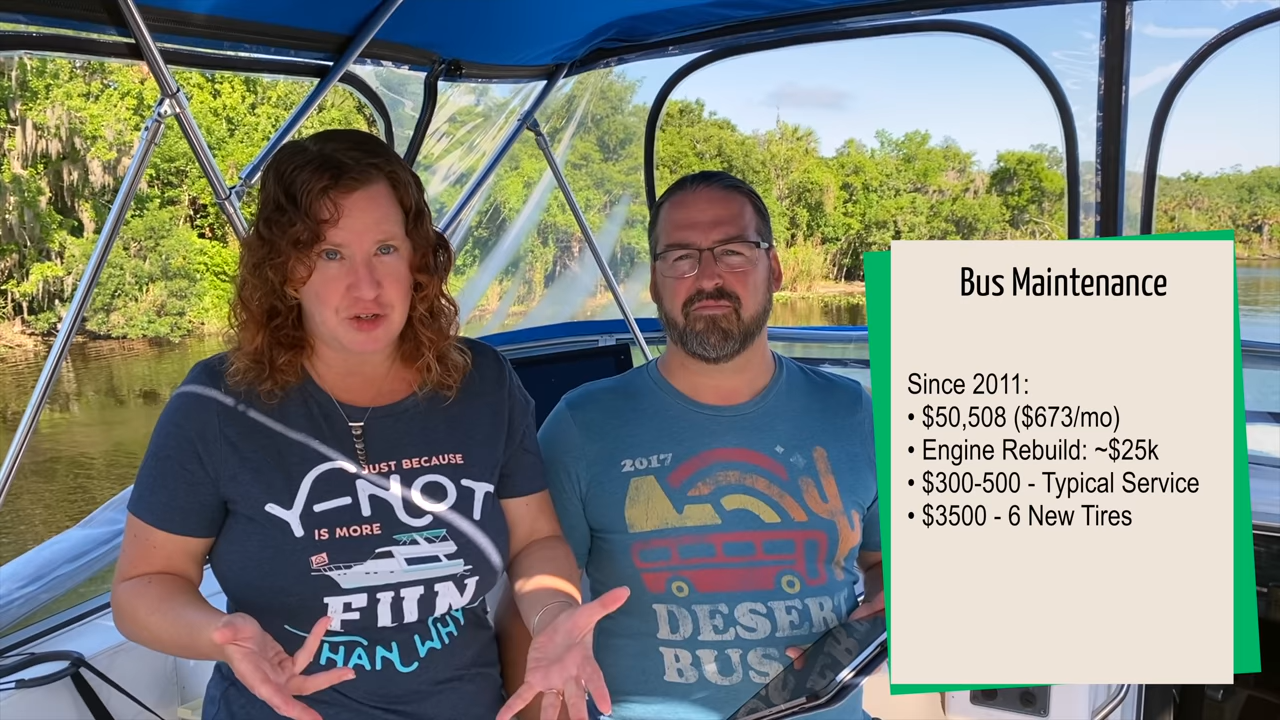 JUST BECAUSE
Y-NOT
IS MORE
FUN
THAN WHY
2017
DESERT
BUS
Bus Maintenance
Since 2011:
• $50,508 ($673/mo)
• Engine Rebuild: ~$25k
• $300-500 - Typical Service
• $3500 - 6 New Tires